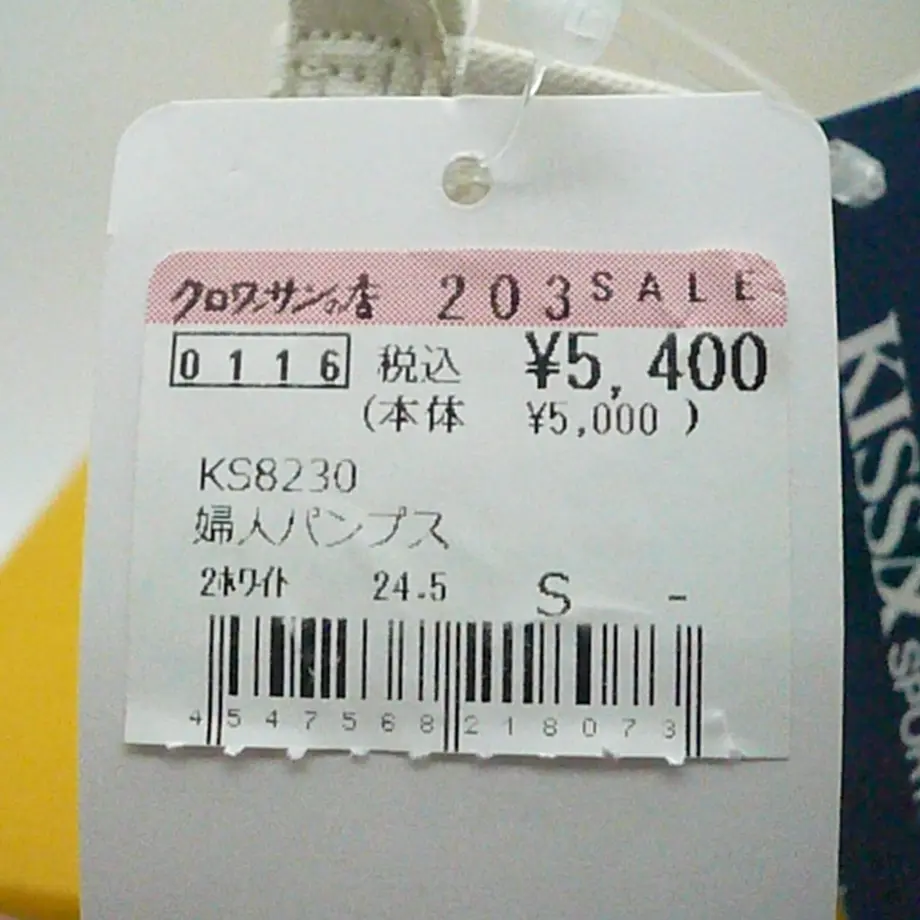 クロワッサンの店 203 SALE
0116 税込 ¥5,400
(本体 ¥5,000 )
KS8230
婦人パンプス
2ホワイト 24.5 S -
4547568218073
KISSX